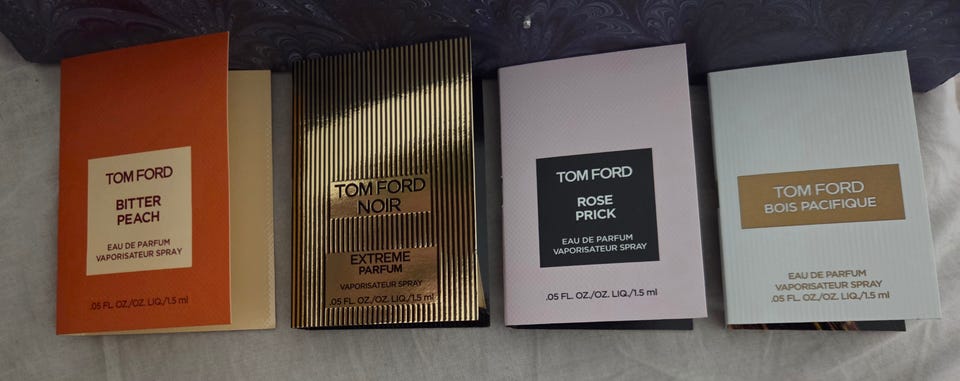 TOM FORD
BITTER
PEACH
EAU DE PARFUM
VAPORISATEUR SPRAY
.05 FL. OZ./OZ. LIQ./1.5 ml
TOM FORD
NOIR
EXTREME
PARFUM
VAPORISATEUR SPRAY
.05 FL. OZ./OZ. LIQ./1.5 ml
TOM FORD
ROSE
PRICK
EAU DE PARFUM
VAPORISATEUR SPRAY
.05 FL. OZ./OZ. LIQ./1.5 ml
TOM FORD
BOIS PACIFIQUE
EAU DE PARFUM
VAPORISATEUR SPRAY
.05 FL. OZ./OZ. LIQ./1.5 ml